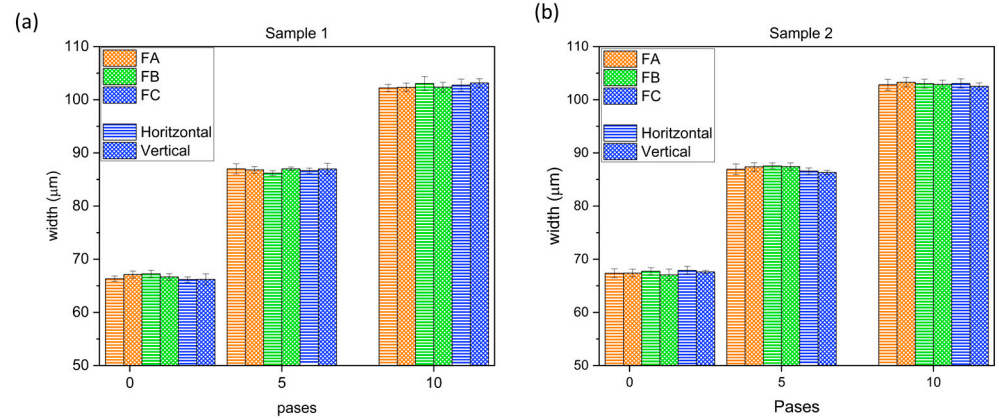 (a)
Sample 1
110
100
90
80
70
60
50
width (μm)
FA
FB
FC
Horitzontal
Vertical
0
5
10
pases
(b)
Sample 2
110
100
90
80
70
60
50
width (μm)
FA
FB
FC
Horitzontal
Vertical
0
5
10
Pases